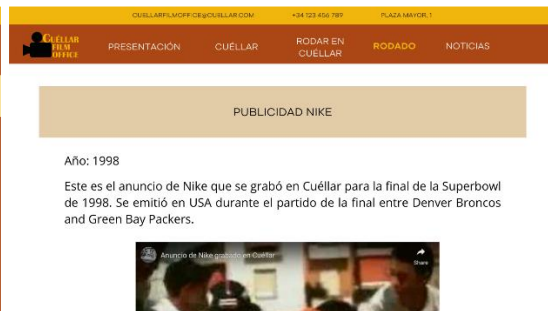 CUELLARFILMOFFICE@CUELLAR.COM +34 123 456 789 PLAZA MAYOR, 1
CUÉLLAR
FILM
OFFICE
PRESENTACIÓN CUÉLLAR RODAR EN CUÉLLAR RODADO NOTICIAS
PUBLICIDAD NIKE
Año: 1998
Este es el anuncio de Nike que se grabó en Cuéllar para la final de la Superbowl
de 1998. Se emitió en USA durante el partido de la final entre Denver Broncos
and Green Bay Packers.
Anuncio de Nike grabado en Cuéllar
Share